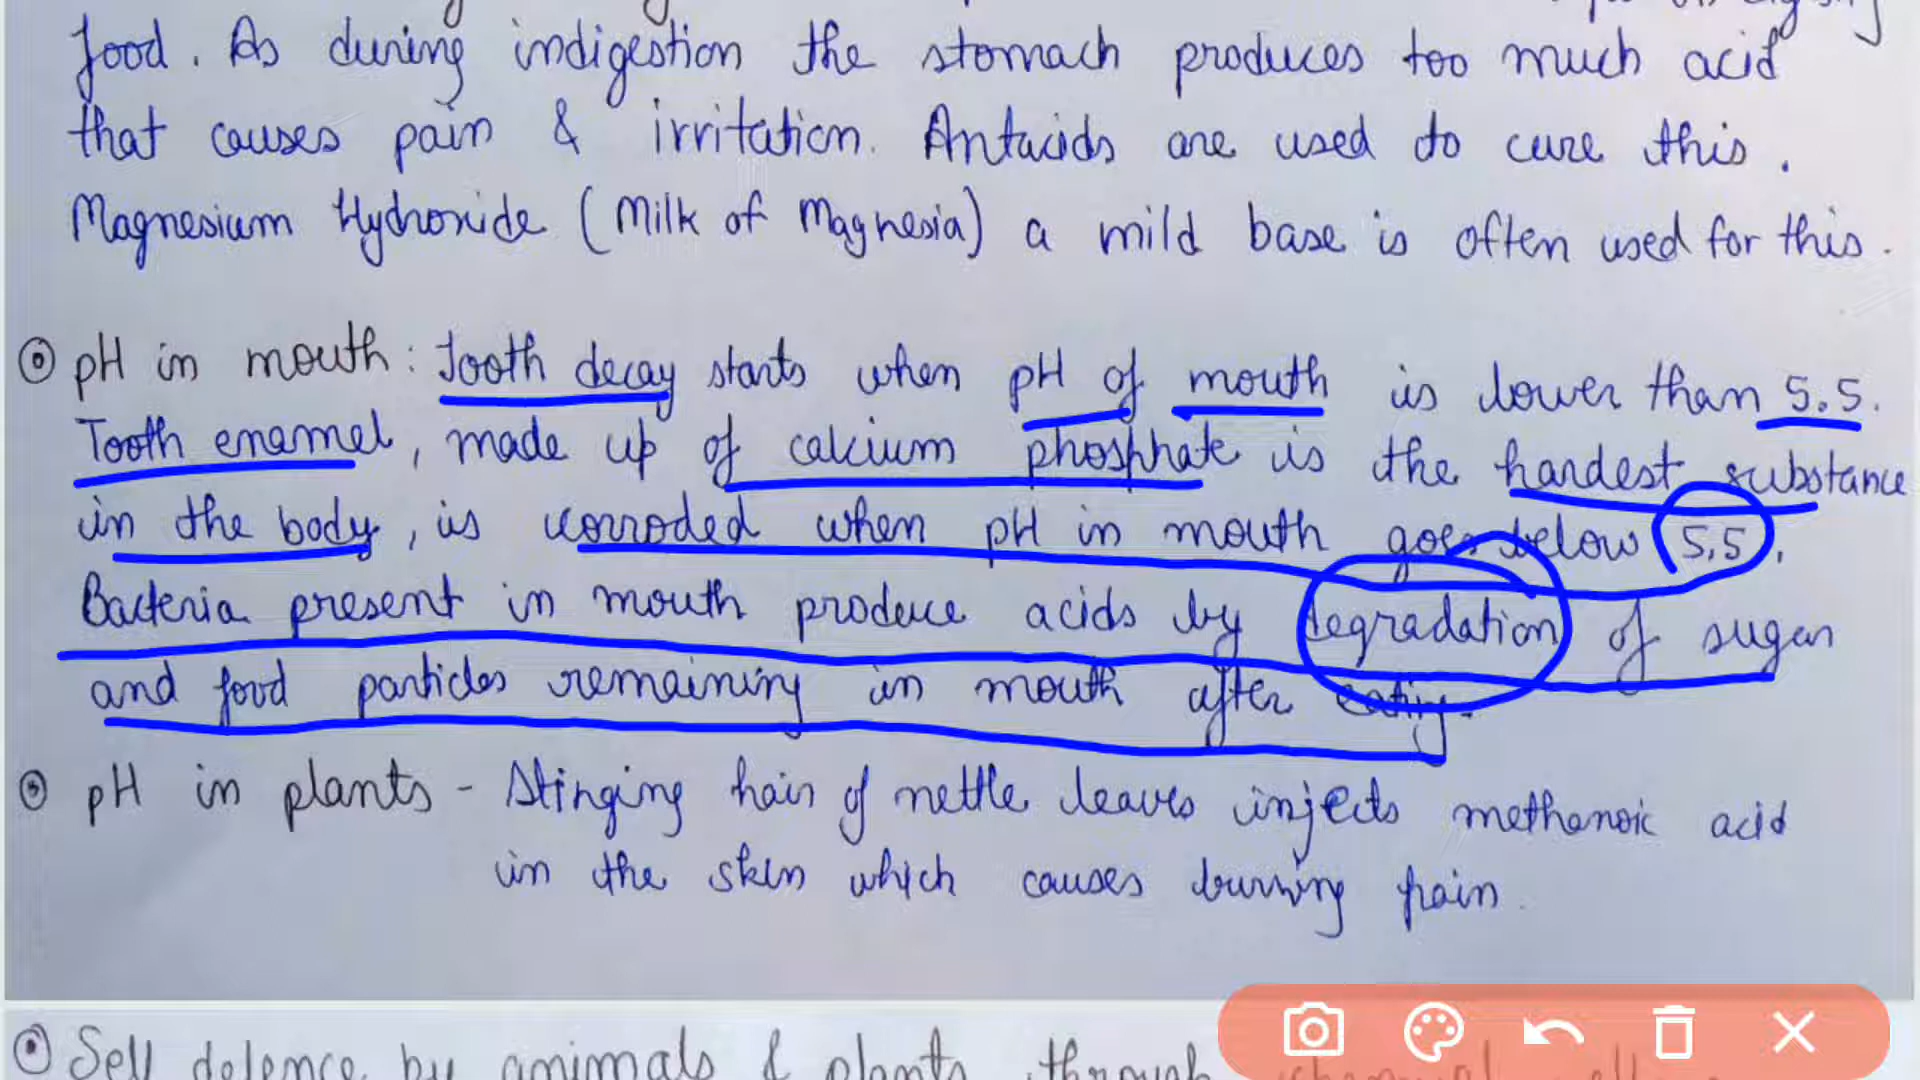 food. As during indigestion the stomach produces too much acid
that causes pain & irritation. Antacids are used to cure this.
Magnesium Hydroxide (Milk of Magnesia) a mild base is often used for this.
pH in mouth: Tooth decay starts when pH of mouth is lower than 5.5.
Tooth enamel, made up of calcium phosphate is the hardest substance
in the body, is corroded when pH in mouth goes below 5.5.
Bacteria present in mouth produce acids by degradation of sugar
and food particles remaining in mouth after eating.
pH in plants - Stinging hair of nettle leaves injects methanoic acid
in the skin which causes burning pain.
Self defence by animals & plants through